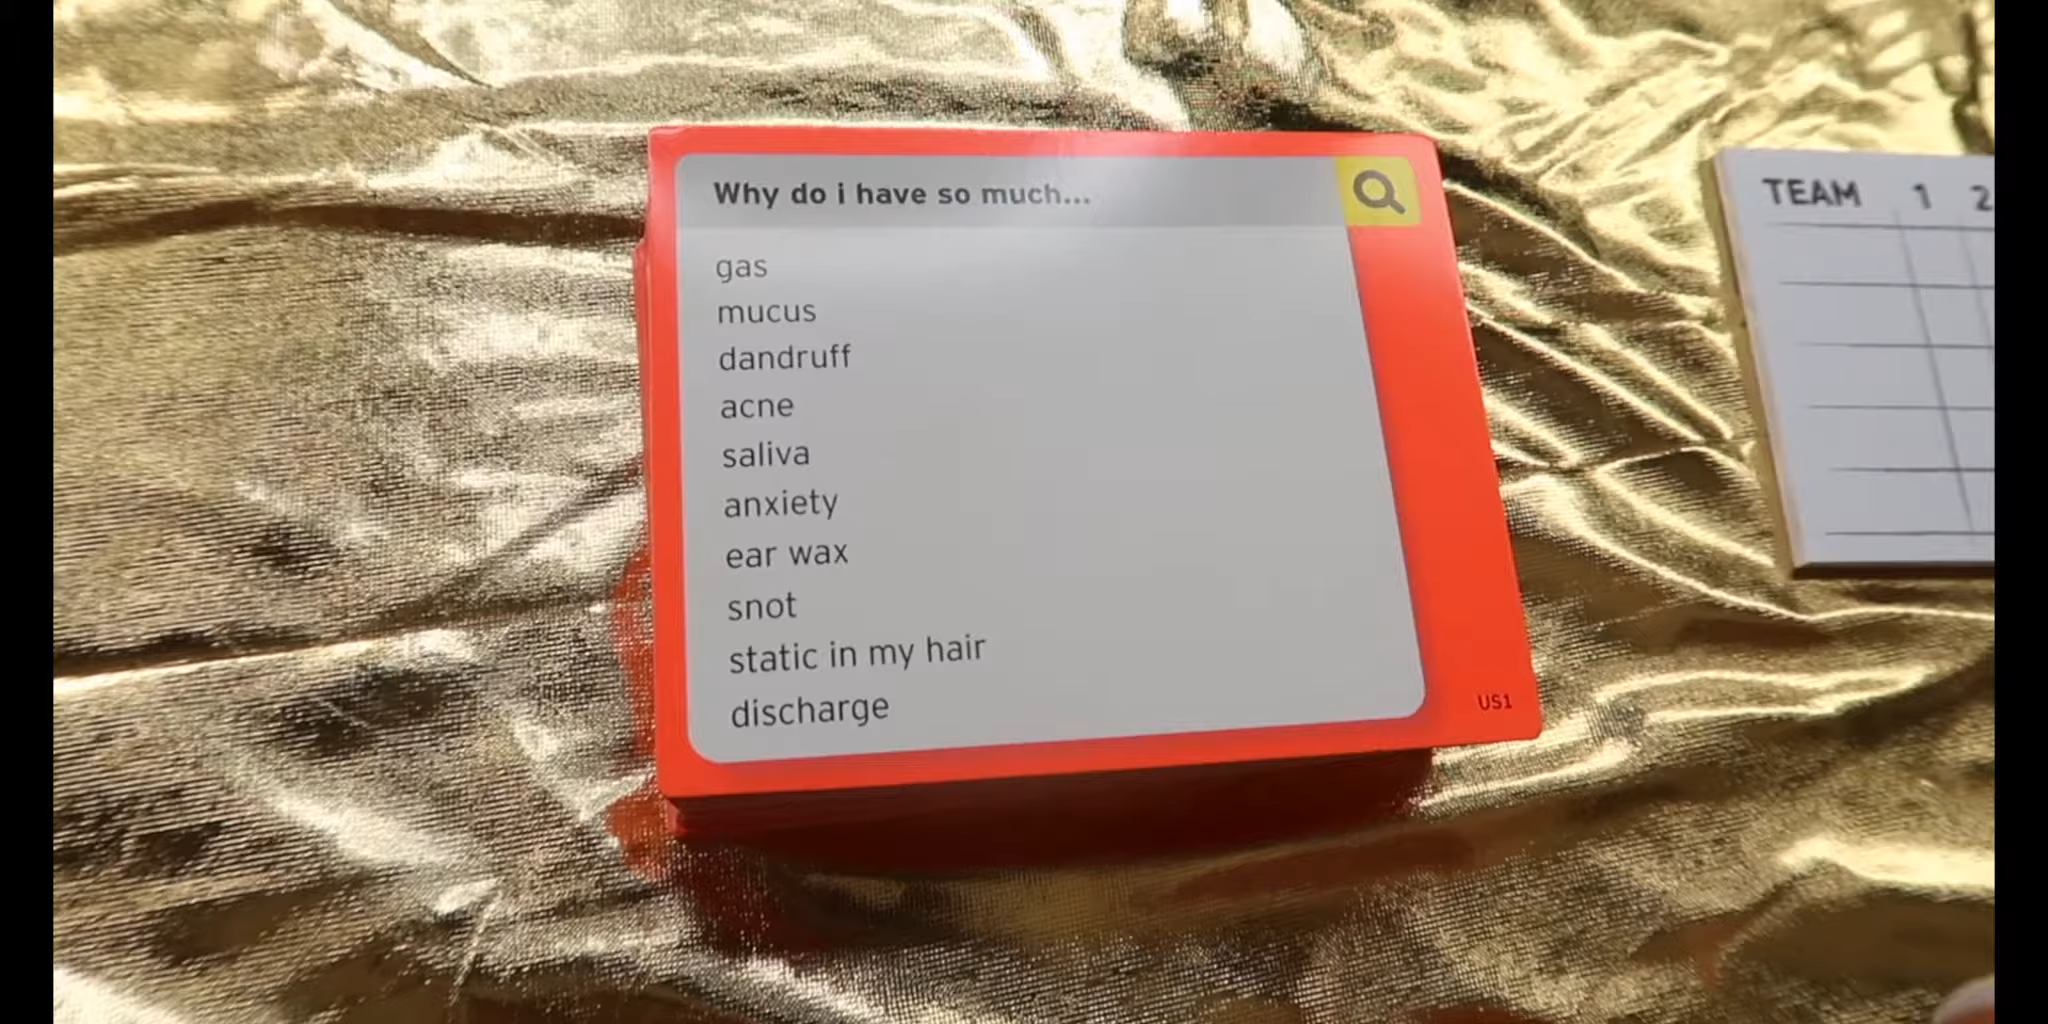 Why do i have so much...
gas
mucus
dandruff
acne
saliva
anxiety
ear wax
snot
static in my hair
discharge
US1
TEAM 1 2